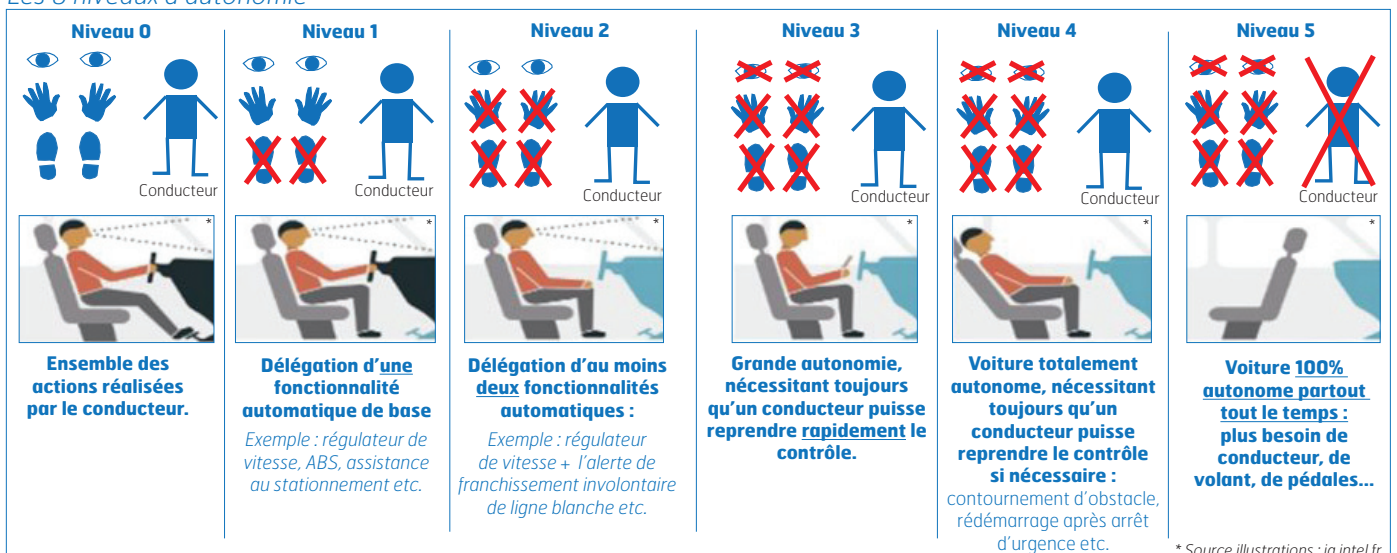 Les 6 niveaux d'autonomie
Niveau 0
Conducteur
*
Ensemble des
actions réalisées
par le conducteur.
Niveau 1
Conducteur
*
Délégation d'une
fonctionnalité
automatique de base
Exemple : régulateur de
vitesse, ABS, assistance
au stationnement etc.
Niveau 2
Conducteur
*
Délégation d'au moins
deux fonctionnalités
automatiques :
Exemple : régulateur
de vitesse + l'alerte de
franchissement involontaire
de ligne blanche etc.
Niveau 3
Conducteur
*
Grande autonomie,
nécessitant toujours
qu'un conducteur puisse
reprendre rapidement le
contrôle.
Niveau 4
Conducteur
*
Voiture totalement
autonome, nécessitant
toujours qu'un
conducteur puisse
reprendre le contrôle
si nécessaire :
contournement d'obstacle,
rédémarrage après arrêt
d'urgence etc.
Niveau 5
Conducteur
*
Voiture 100%
autonome partout
tout le temps :
plus besoin de
conducteur, de
volant, de pédales...
* Source illustrations : iq.intel.fr